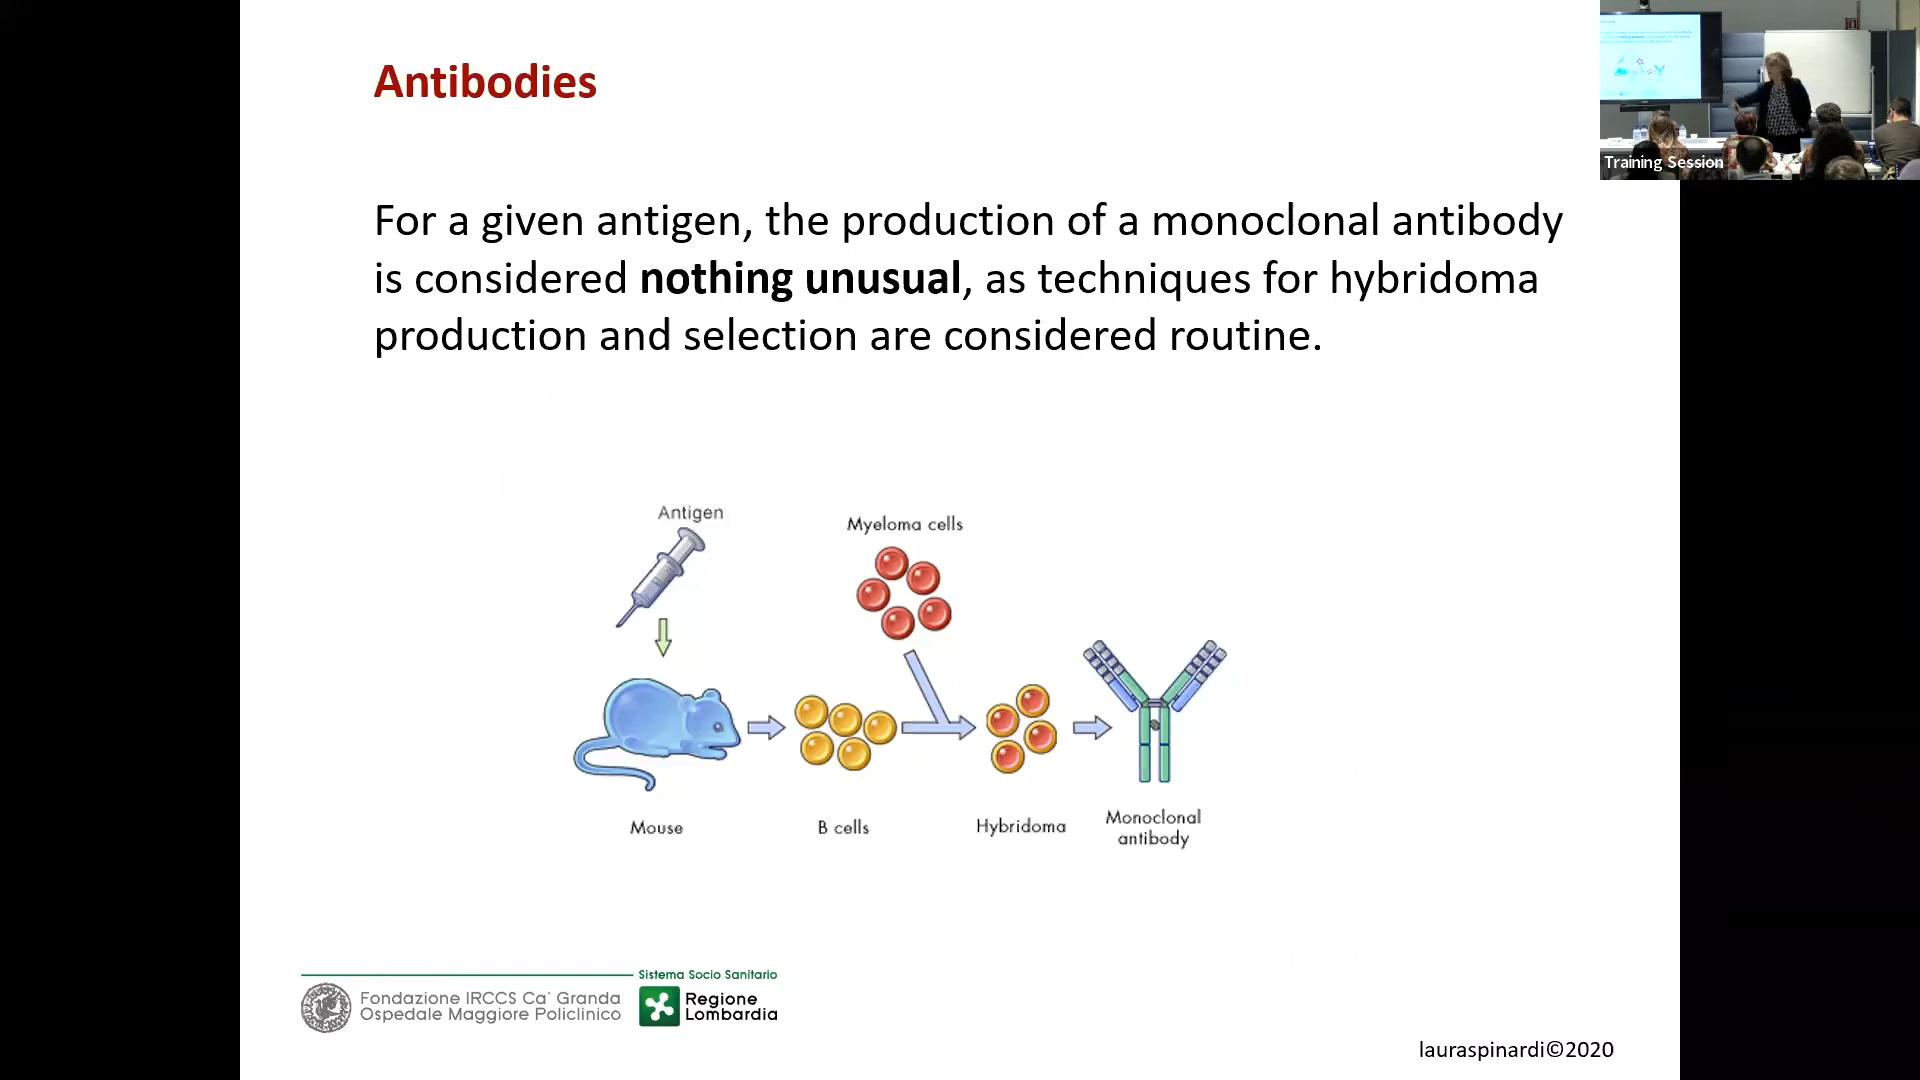 Antibodies
Training Session
For a given antigen, the production of a monoclonal antibody
is considered nothing unusual, as techniques for hybridoma
production and selection are considered routine.
Antigen
Myeloma cells
Mouse
B cells
Hybridoma
Monoclonal
antibody
Sistema Socio Sanitario
Fondazione IRCCS Ca' Granda
Ospedale Maggiore Policlinico
Regione
Lombardia
lauraspinardi©2020